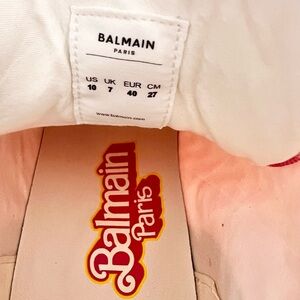 BALMAIN
PARIS
US UK EUR CM
10 7 40 27
www.balmain.com
Balmain
Paris